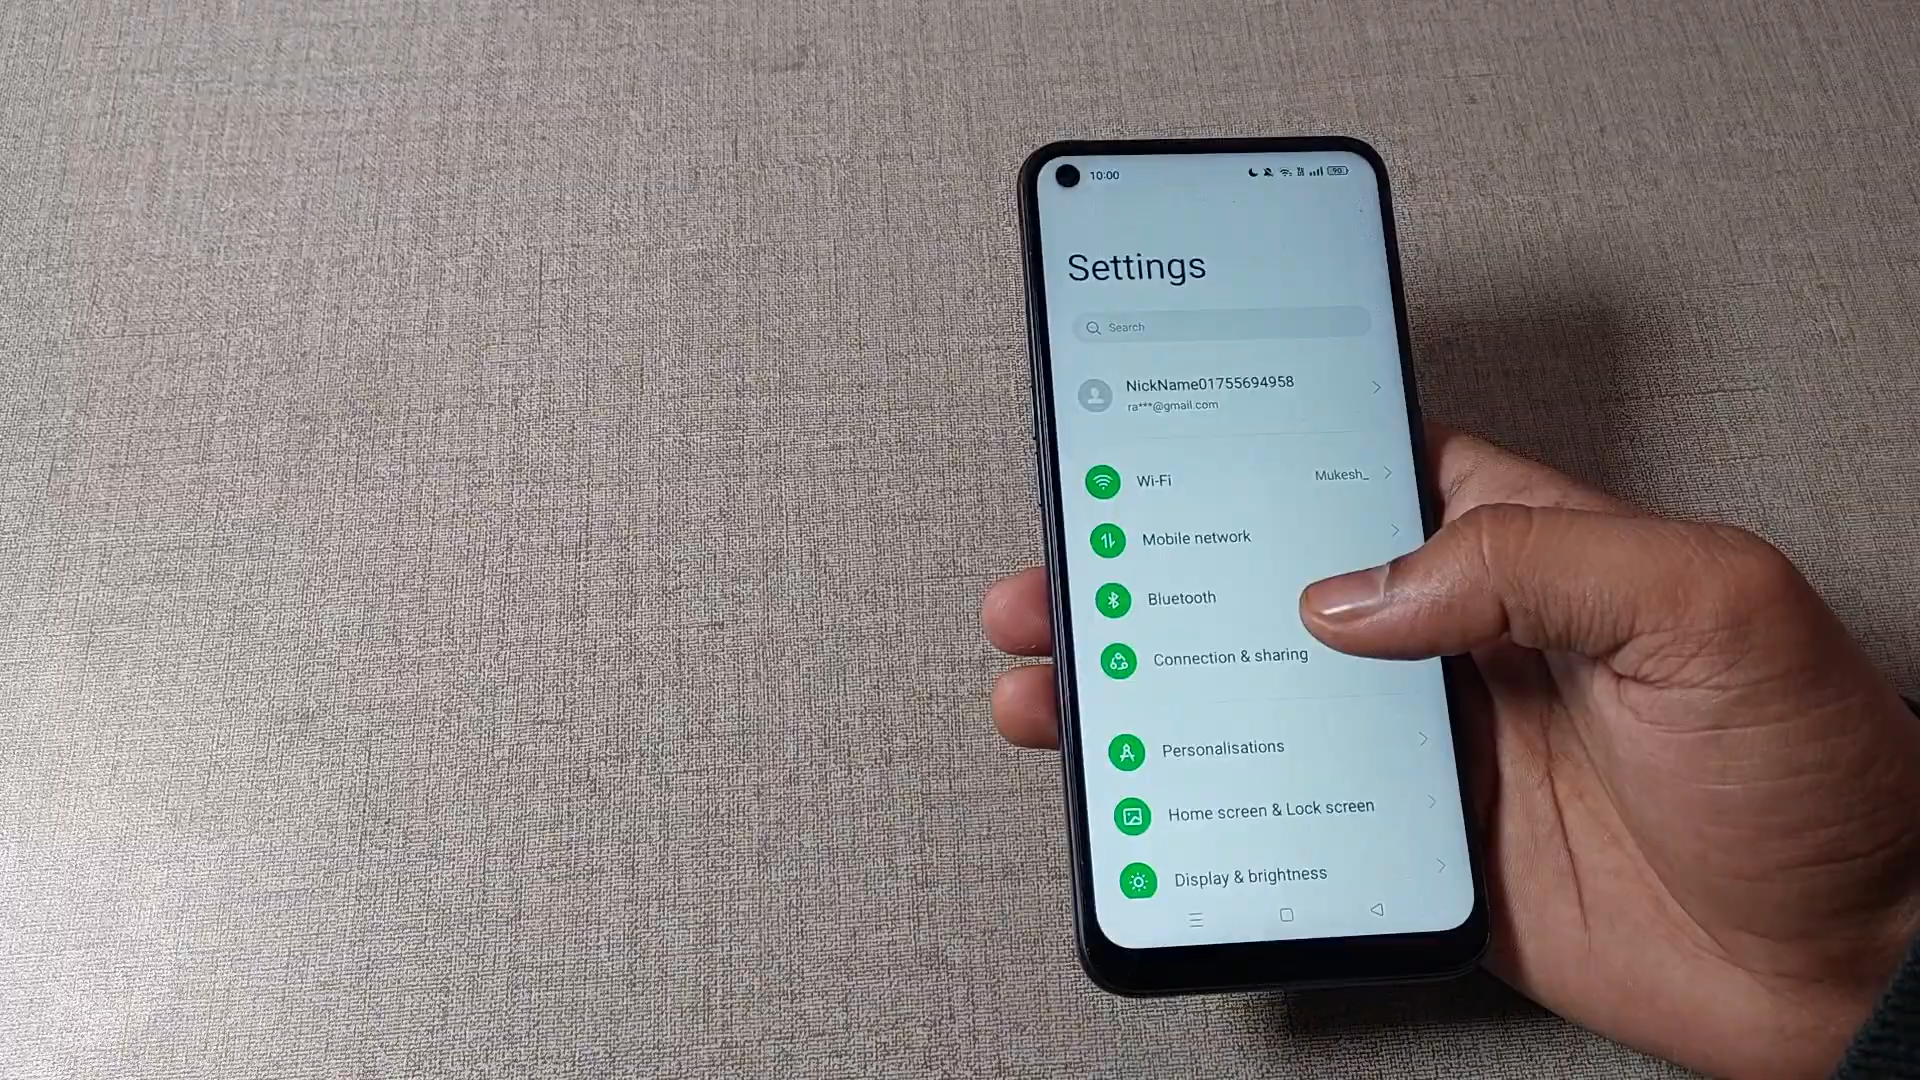 10:00
90
Settings
Search
NickName01755694958
ra***@gmail.com
Wi-Fi
Mukesh_
Mobile network
Bluetooth
Connection & sharing
Personalisations
Home screen & Lock screen
Display & brightness